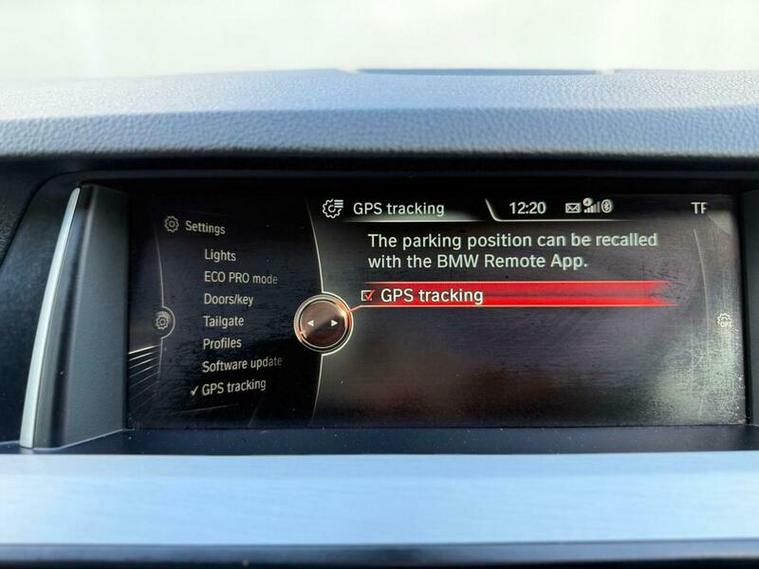 GPS tracking
12:20
TF
Settings
Lights
ECO PRO mode
Doors/key
Tailgate
Profiles
Software update
GPS tracking
The parking position can be recalled
with the BMW Remote App.
GPS tracking